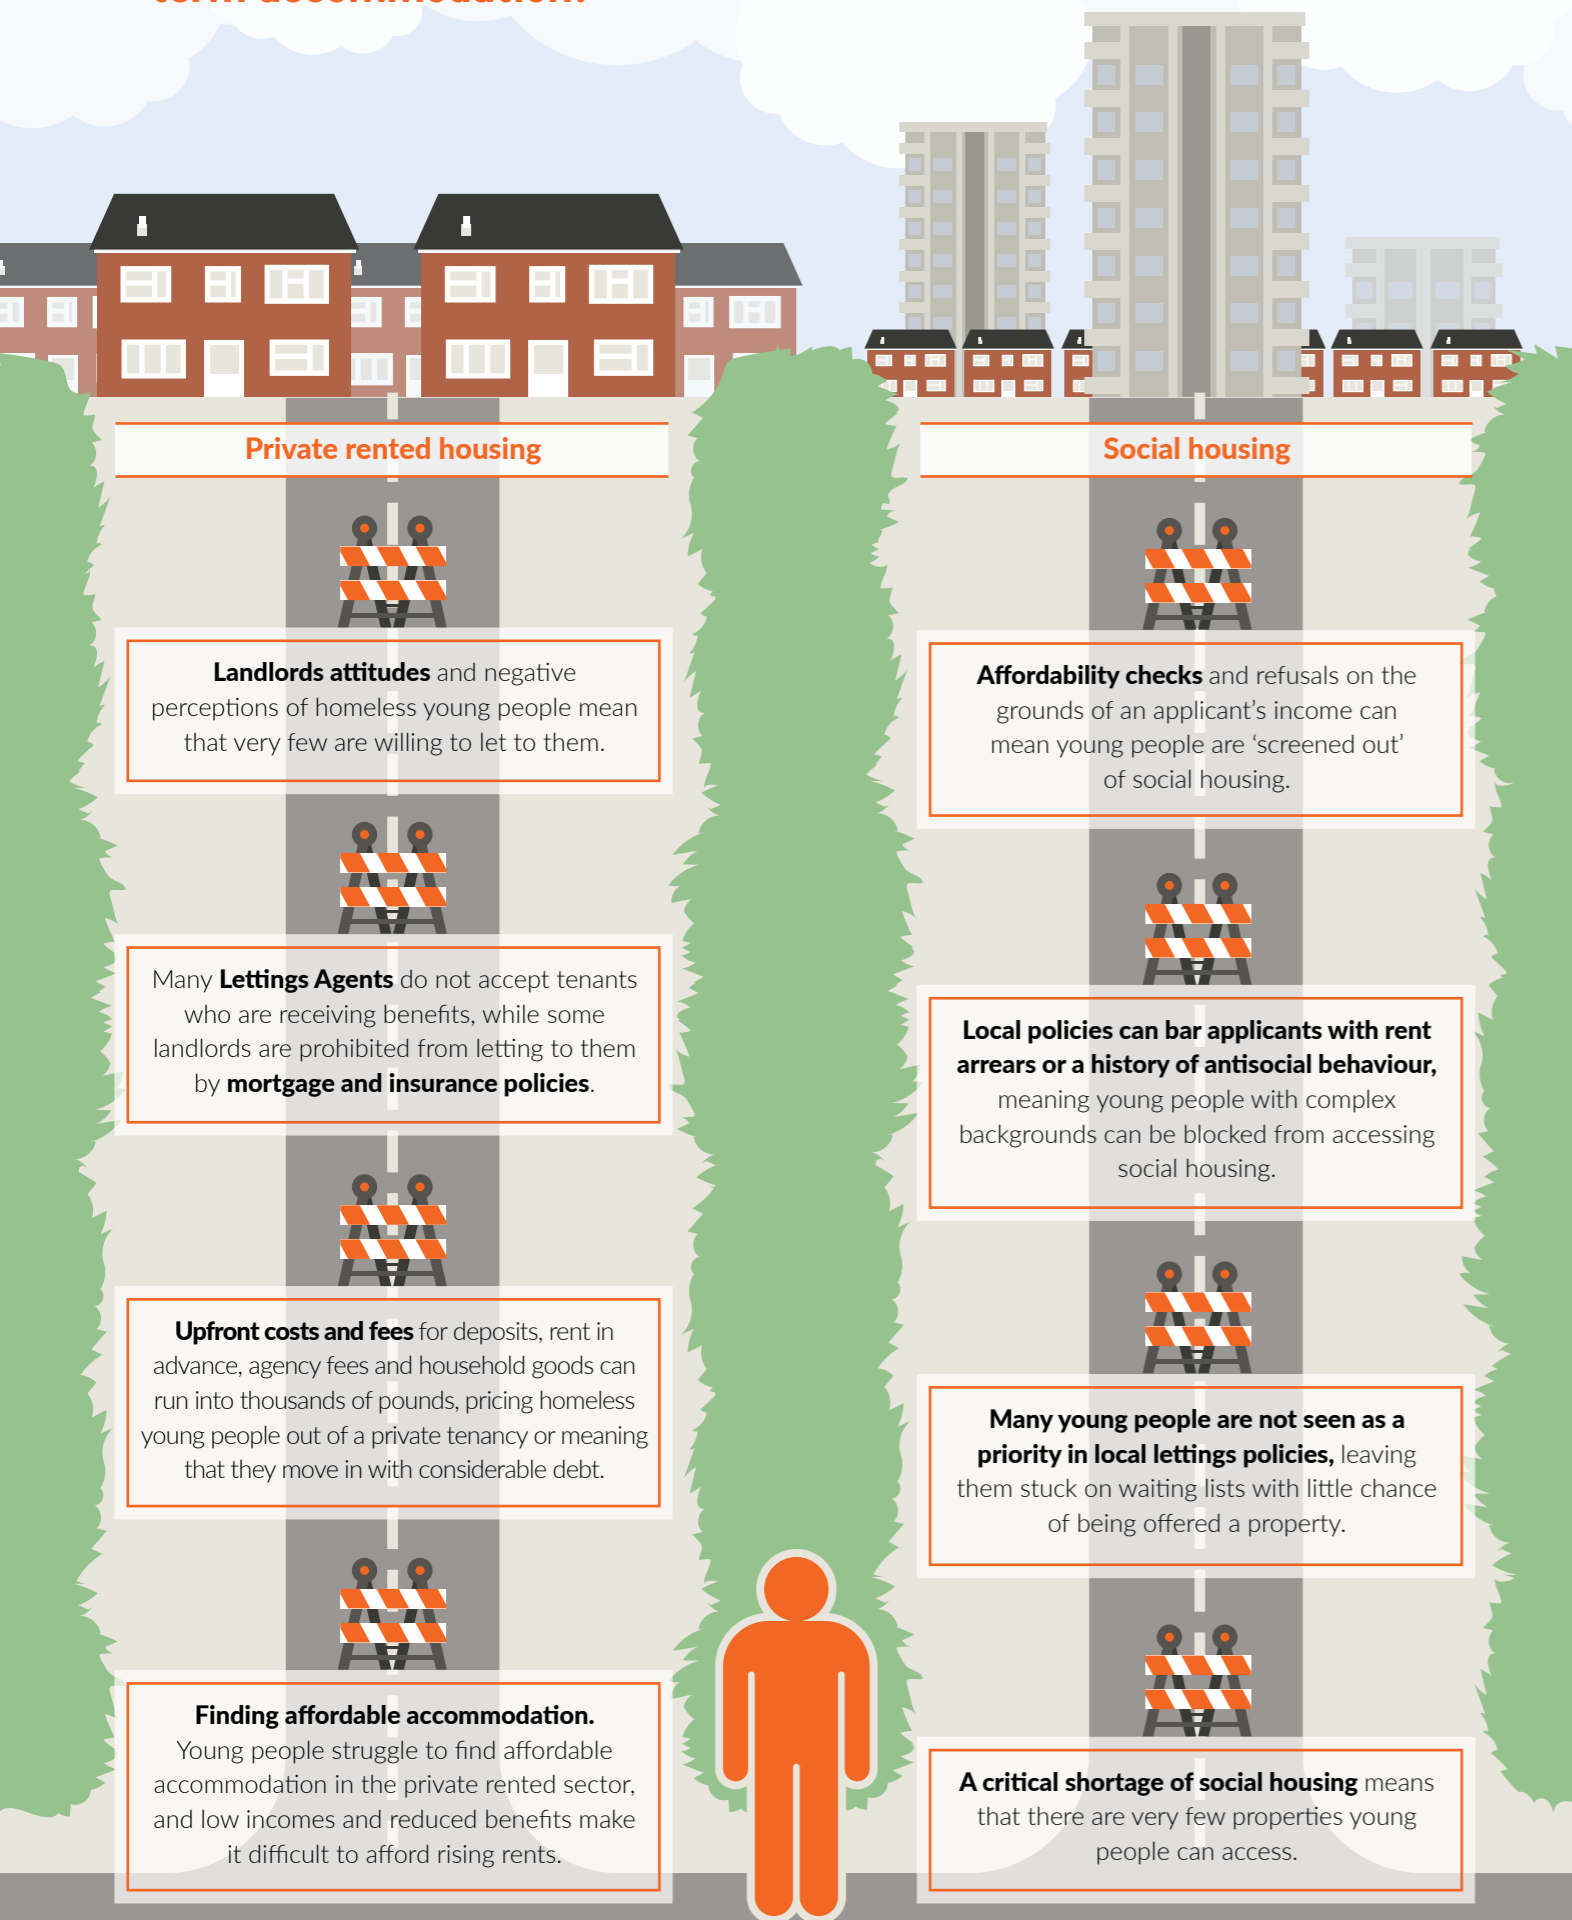 term accommodation.
Private rented housing
Landlords attitudes and negative
perceptions of homeless young people mean
that very few are willing to let to them.
Many Lettings Agents do not accept tenants
who are receiving benefits, while some
landlords are prohibited from letting to them
by mortgage and insurance policies.
Upfront costs and fees for deposits, rent in
advance, agency fees and household goods can
run into thousands of pounds, pricing homeless
young people out of a private tenancy or meaning
that they move in with considerable debt.
Finding affordable accommodation.
Young people struggle to find affordable
accommodation in the private rented sector,
and low incomes and reduced benefits make
it difficult to afford rising rents.
Social housing
Affordability checks and refusals on the
grounds of an applicant’s income can
mean young people are ‘screened out’
of social housing.
Local policies can bar applicants with rent
arrears or a history of antisocial behaviour,
meaning young people with complex
backgrounds can be blocked from accessing
social housing.
Many young people are not seen as a
priority in local lettings policies, leaving
them stuck on waiting lists with little chance
of being offered a property.
A critical shortage of social housing means
that there are very few properties young
people can access.